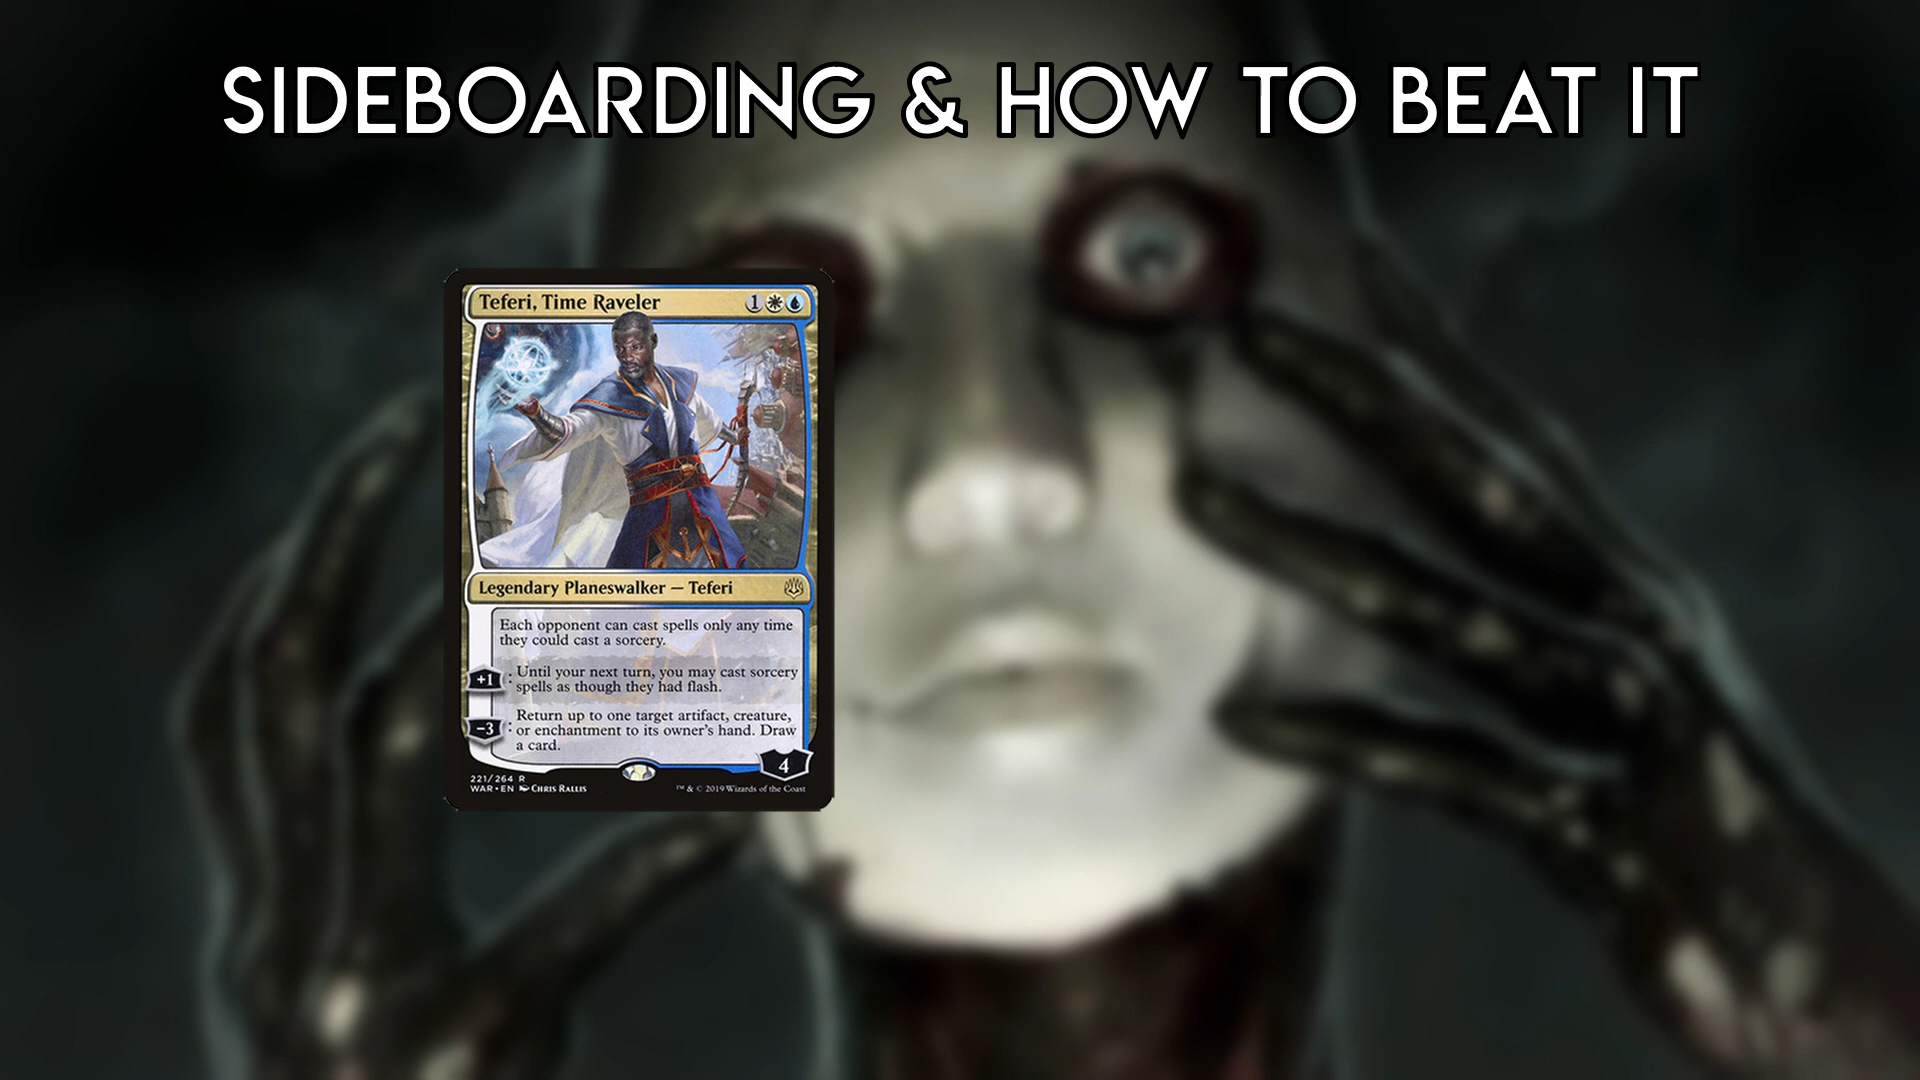 SIDEBOARDING & HOW TO BEAT IT
Teferi, Time Raveler 1
Legendary Planeswalker — Teferi
Each opponent can cast spells only any time
they could cast a sorcery.
+1: Until your next turn, you may cast sorcery
spells as though they had flash.
−3: Return up to one target artifact, creature,
or enchantment to its owner's hand. Draw
a card.
4
221/264 R
WAR • EN Chris Rallis
™ & © 2019 Wizards of the Coast